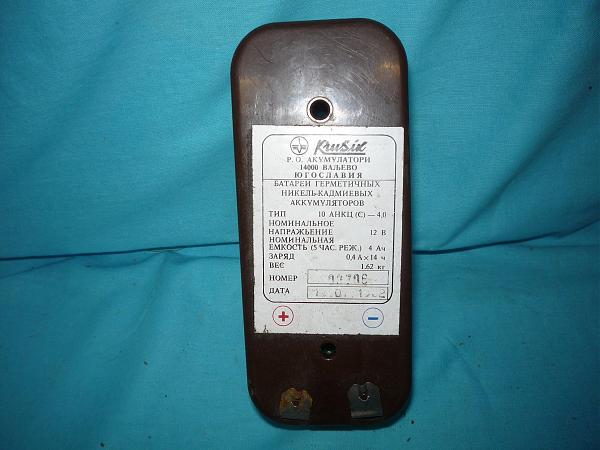 Krušik
Р. О. АКУМУЛАТОРИ
14000 ВАЉЕВО
ЮГОСЛАВИЯ
БАТАРЕИ ГЕРМЕТИЧНЫХ
НИКЕЛЬ-КАДМИЕВЫХ
АККУМУЛЯТОРОВ
ТИП 10 АНКЦ (С) — 4,0
НОМИНАЛЬНОЕ
НАПРАЖЬЕНИЕ 12 В
НОМИНАЛЬНАЯ
ЕМКОСТЬ (5 ЧАС. РЕЖ.) 4 Ач
ЗАРЯД 0,4 А×14 ч
ВЕС 1.62 кг
НОМЕР
ДАТА
+ −